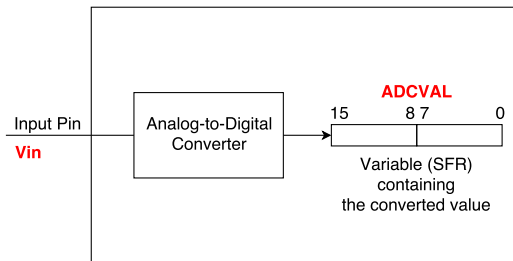 ADCVAL
15 8 7 0
Input Pin
Vin
Analog-to-Digital
Converter
Variable (SFR)
containing
the converted value